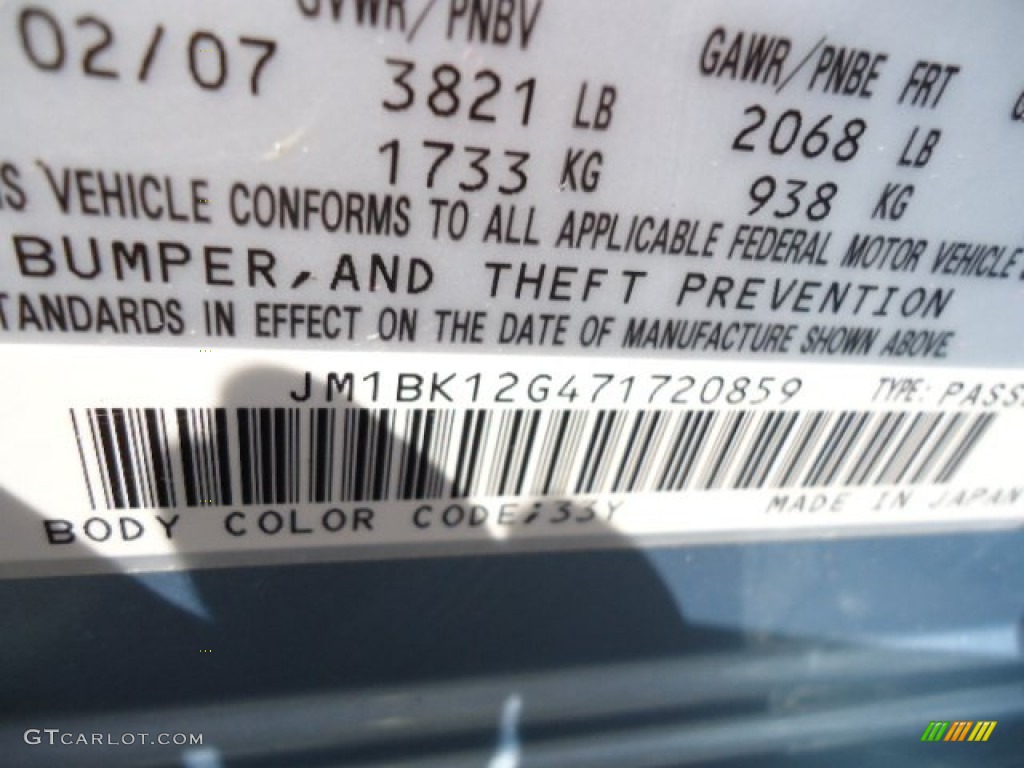 02/07 GVWR/PNBV GAWR/PNBE FRT
3821 LB 2068 LB
1733 KG 938 KG
VEHICLE CONFORMS TO ALL APPLICABLE FEDERAL MOTOR VEHICLE
BUMPER, AND THEFT PREVENTION
STANDARDS IN EFFECT ON THE DATE OF MANUFACTURE SHOWN ABOVE
JM1BK12G471720859 TYPE: PASS
BODY COLOR CODE;33Y MADE IN JAPAN
GTCARLOT.COM